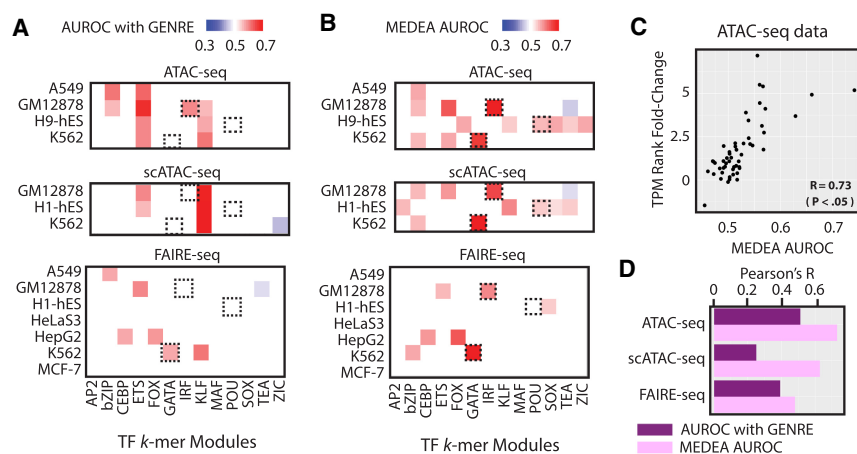 A
AUROC with GENRE
0.3 0.5 0.7
ATAC-seq
A549
GM12878
H9-hES
K562
scATAC-seq
GM12878
H1-hES
K562
FAIRE-seq
A549
GM12878
H1-hES
HeLaS3
HepG2
K562
MCF-7
AP2
bZIP
CEBP
ETS
FOX
GATA
IRF
KLF
MAF
POU
SOX
TEA
ZIC
TF k-mer Modules
B
MEDEA AUROC
0.3 0.5 0.7
ATAC-seq
A549
GM12878
H9-hES
K562
scATAC-seq
GM12878
H1-hES
K562
FAIRE-seq
A549
GM12878
H1-hES
HeLaS3
HepG2
K562
MCF-7
AP2
bZIP
CEBP
ETS
FOX
GATA
IRF
KLF
MAF
POU
SOX
TEA
ZIC
TF k-mer Modules
C
ATAC-seq data
TPM Rank Fold-Change
5
2.5
0
R = 0.73
( P < .05 )
0.5 0.6 0.7
MEDEA AUROC
D
Pearson's R
0 0.2 0.4 0.6
ATAC-seq
scATAC-seq
FAIRE-seq
AUROC with GENRE
MEDEA AUROC